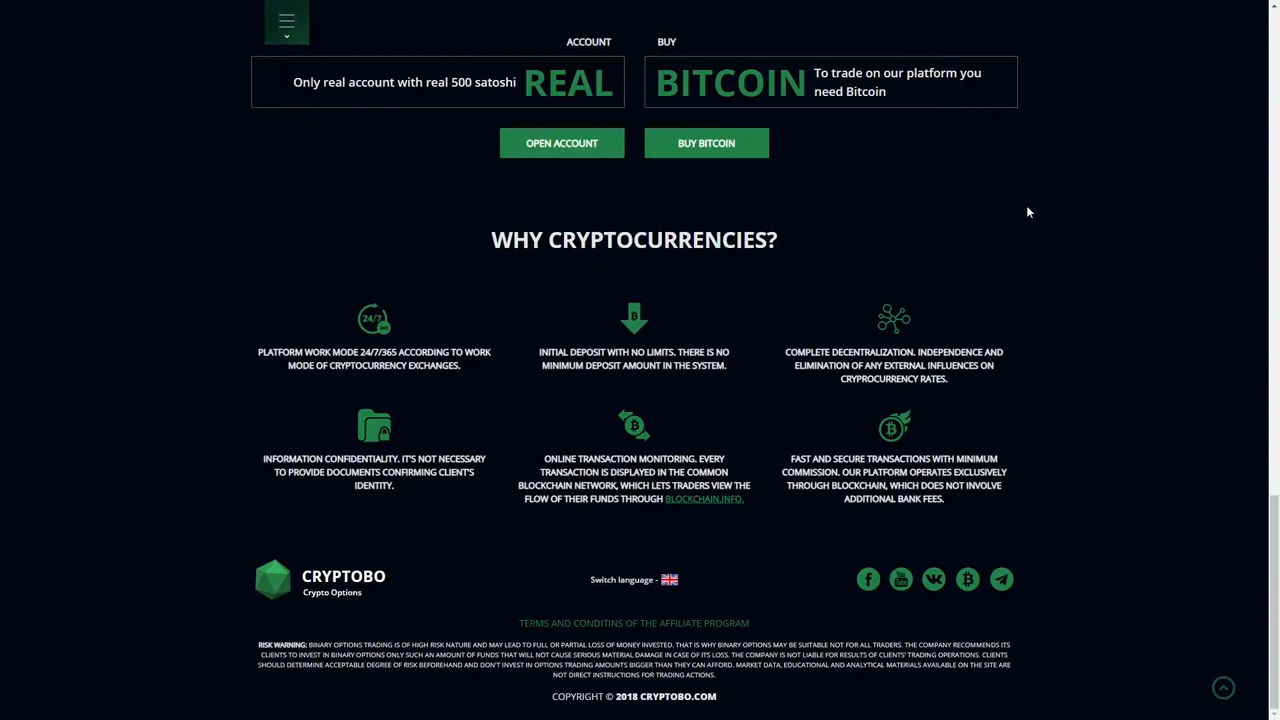 ACCOUNT
BUY
Only real account with real 500 satoshi
REAL
BITCOIN
To trade on our platform you
need Bitcoin
OPEN ACCOUNT
BUY BITCOIN
WHY CRYPTOCURRENCIES?
24/7
365
PLATFORM WORK MODE 24/7/365 ACCORDING TO WORK
MODE OF CRYPTOCURRENCY EXCHANGES.
INITIAL DEPOSIT WITH NO LIMITS. THERE IS NO
MINIMUM DEPOSIT AMOUNT IN THE SYSTEM.
COMPLETE DECENTRALIZATION. INDEPENDENCE AND
ELIMINATION OF ANY EXTERNAL INFLUENCES ON
CRYPROCURRENCY RATES.
INFORMATION CONFIDENTIALITY. IT'S NOT NECESSARY
TO PROVIDE DOCUMENTS CONFIRMING CLIENT'S
IDENTITY.
ONLINE TRANSACTION MONITORING. EVERY
TRANSACTION IS DISPLAYED IN THE COMMON
BLOCKCHAIN NETWORK, WHICH LETS TRADERS VIEW THE
FLOW OF THEIR FUNDS THROUGH BLOCKCHAIN.INFO.
FAST AND SECURE TRANSACTIONS WITH MINIMUM
COMMISSION. OUR PLATFORM OPERATES EXCLUSIVELY
THROUGH BLOCKCHAIN, WHICH DOES NOT INVOLVE
ADDITIONAL BANK FEES.
CRYPTOBO
Crypto Options
Switch language -
TERMS AND CONDITINS OF THE AFFILIATE PROGRAM
RISK WARNING: BINARY OPTIONS TRADING IS OF HIGH RISK NATURE AND MAY LEAD TO FULL OR PARTIAL LOSS OF MONEY INVESTED. THAT IS WHY BINARY OPTIONS MAY BE SUITABLE NOT FOR ALL TRADERS. THE COMPANY RECOMMENDS ITS
CLIENTS TO INVEST IN BINARY OPTIONS ONLY SUCH AN AMOUNT OF FUNDS THAT WILL NOT CAUSE SERIOUS MATERIAL DAMAGE IN CASE OF ITS LOSS. THE COMPANY IS NOT LIABLE FOR RESULTS OF CLIENTS' TRADING OPERATIONS. CLIENTS
SHOULD DETERMINE ACCEPTABLE DEGREE OF RISK BEFOREHAND AND DON'T INVEST IN OPTIONS TRADING AMOUNTS BIGGER THAN THEY CAN AFFORD. MARKET DATA, EDUCATIONAL AND ANALYTICAL MATERIALS AVAILABLE ON THE SITE ARE
NOT DIRECT INSTRUCTIONS FOR TRADING ACTIONS.
COPYRIGHT © 2018 CRYPTOBO.COM